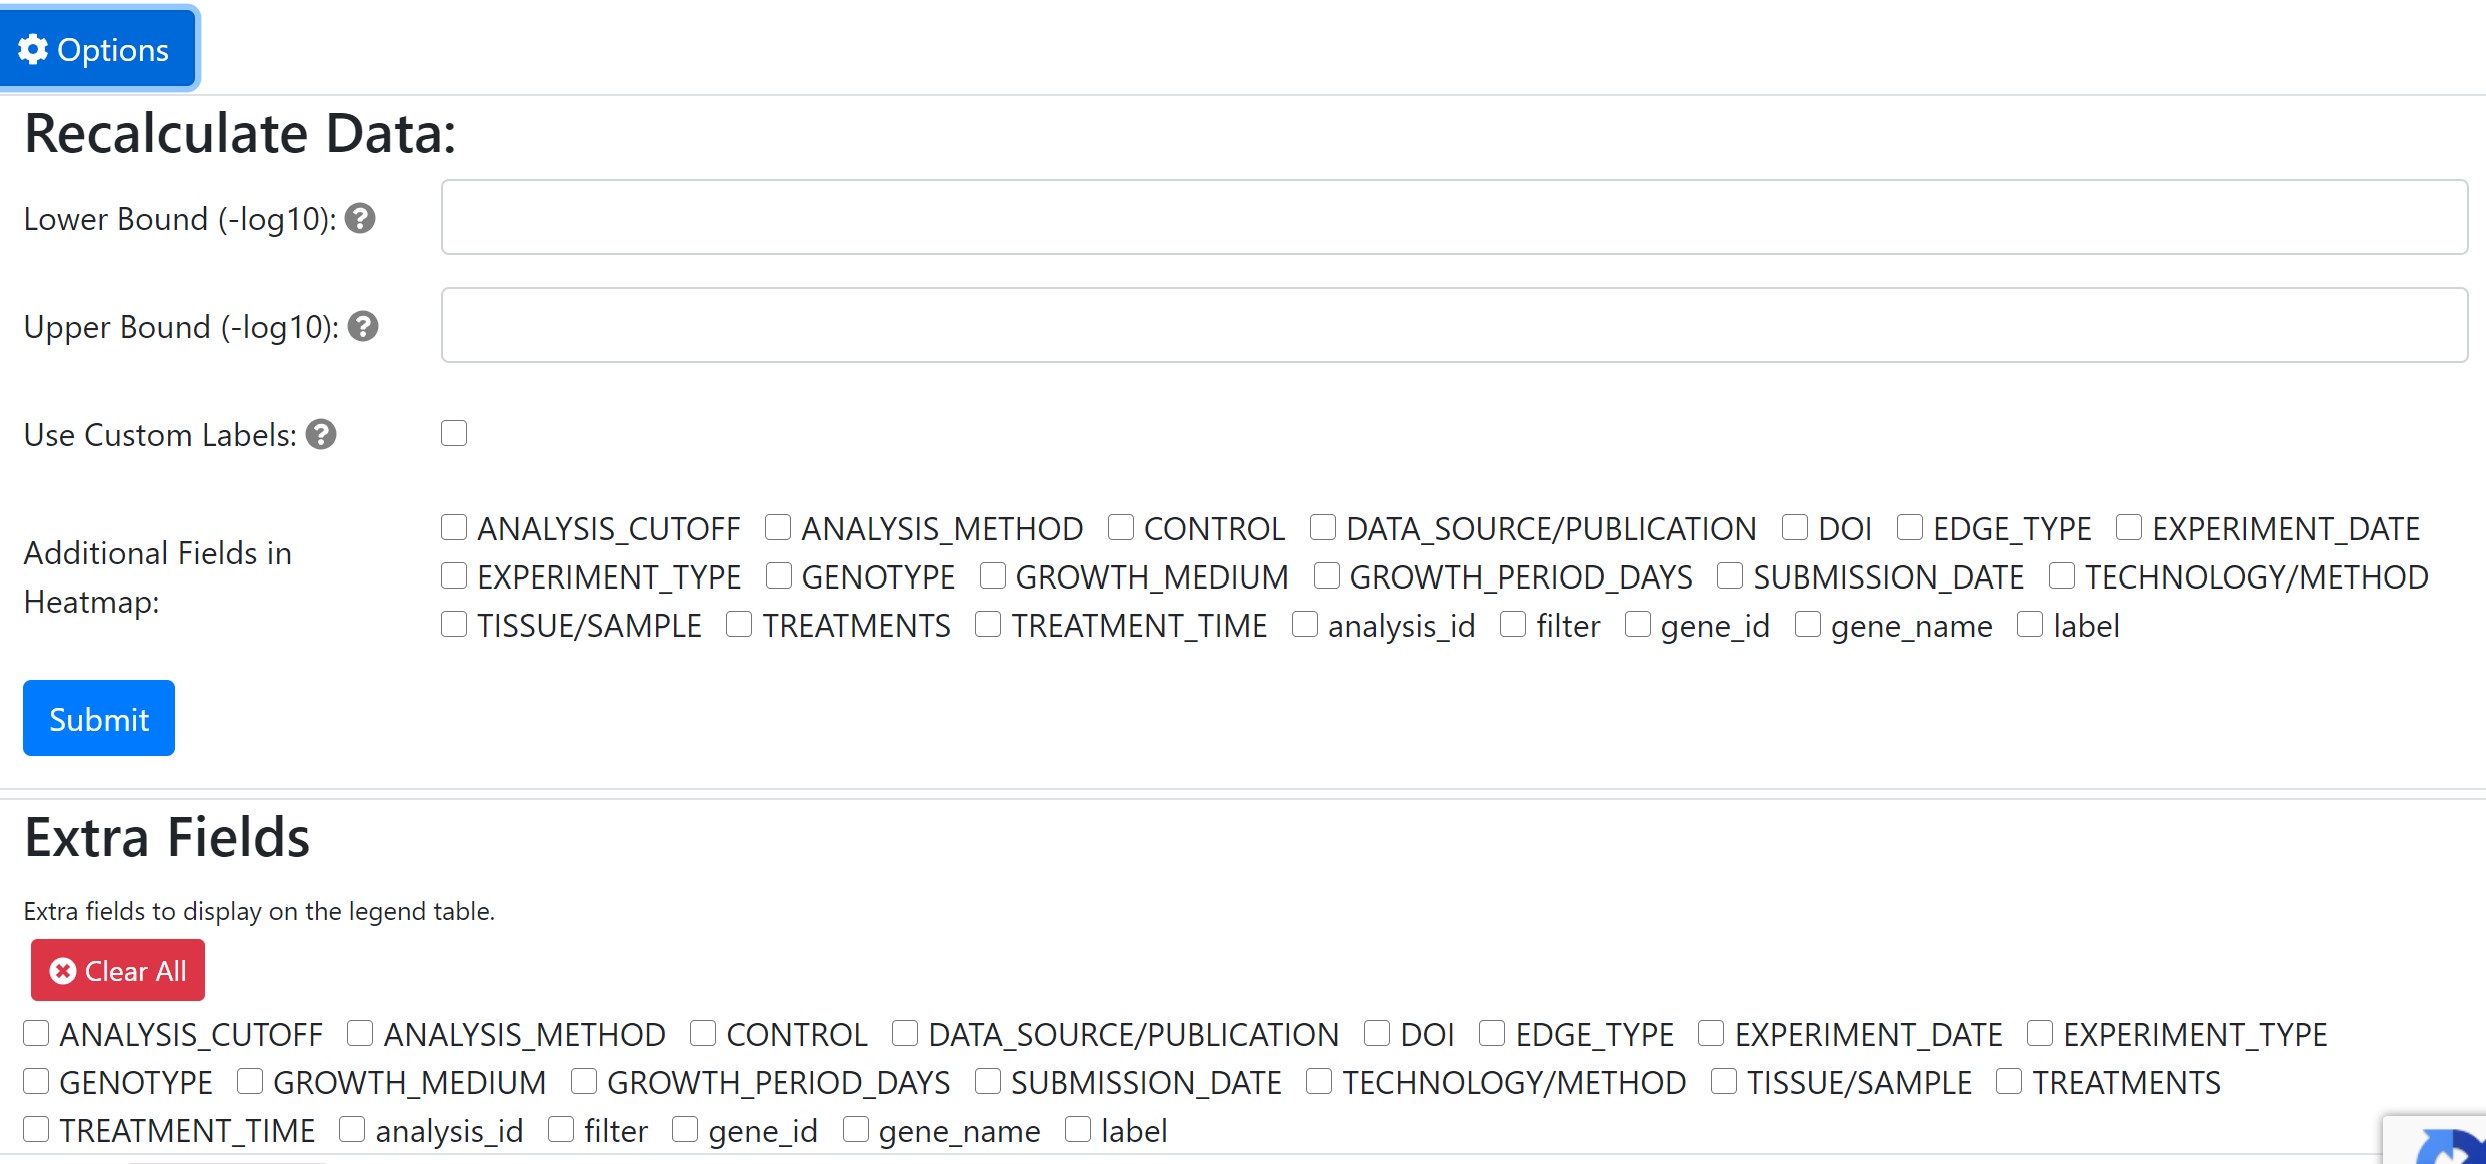 Options
Recalculate Data:
Lower Bound (-log10):
Upper Bound (-log10):
Use Custom Labels:
Additional Fields in
Heatmap:
ANALYSIS_CUTOFF ANALYSIS_METHOD CONTROL DATA_SOURCE/PUBLICATION DOI EDGE_TYPE EXPERIMENT_DATE
EXPERIMENT_TYPE GENOTYPE GROWTH_MEDIUM GROWTH_PERIOD_DAYS SUBMISSION_DATE TECHNOLOGY/METHOD
TISSUE/SAMPLE TREATMENTS TREATMENT_TIME analysis_id filter gene_id gene_name label
Submit
Extra Fields
Extra fields to display on the legend table.
Clear All
ANALYSIS_CUTOFF ANALYSIS_METHOD CONTROL DATA_SOURCE/PUBLICATION DOI EDGE_TYPE EXPERIMENT_DATE EXPERIMENT_TYPE
GENOTYPE GROWTH_MEDIUM GROWTH_PERIOD_DAYS SUBMISSION_DATE TECHNOLOGY/METHOD TISSUE/SAMPLE TREATMENTS
TREATMENT_TIME analysis_id filter gene_id gene_name label